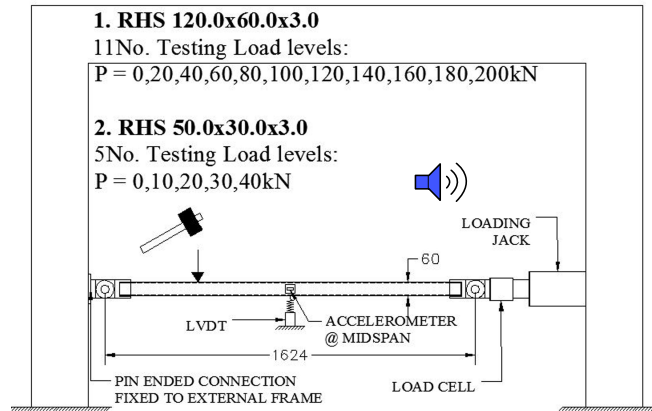 1. RHS 120.0x60.0x3.0
11No. Testing Load levels:
P = 0,20,40,60,80,100,120,140,160,180,200kN
2. RHS 50.0x30.0x3.0
5No. Testing Load levels:
P = 0,10,20,30,40kN
LOADING
JACK
60
LVDT
ACCELEROMETER
@ MIDSPAN
1624
PIN ENDED CONNECTION
FIXED TO EXTERNAL FRAME
LOAD CELL